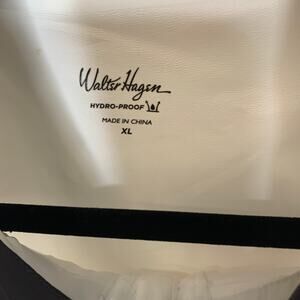 Walter Hagen
HYDRO-PROOF
MADE IN CHINA
XL